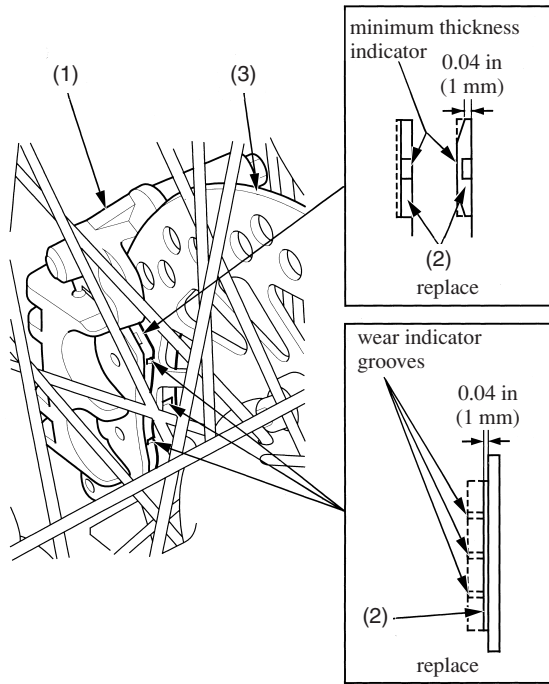 (1)
(3)
minimum thickness
indicator
0.04 in
(1 mm)
(2)
replace
wear indicator
grooves
0.04 in
(1 mm)
(2)
replace